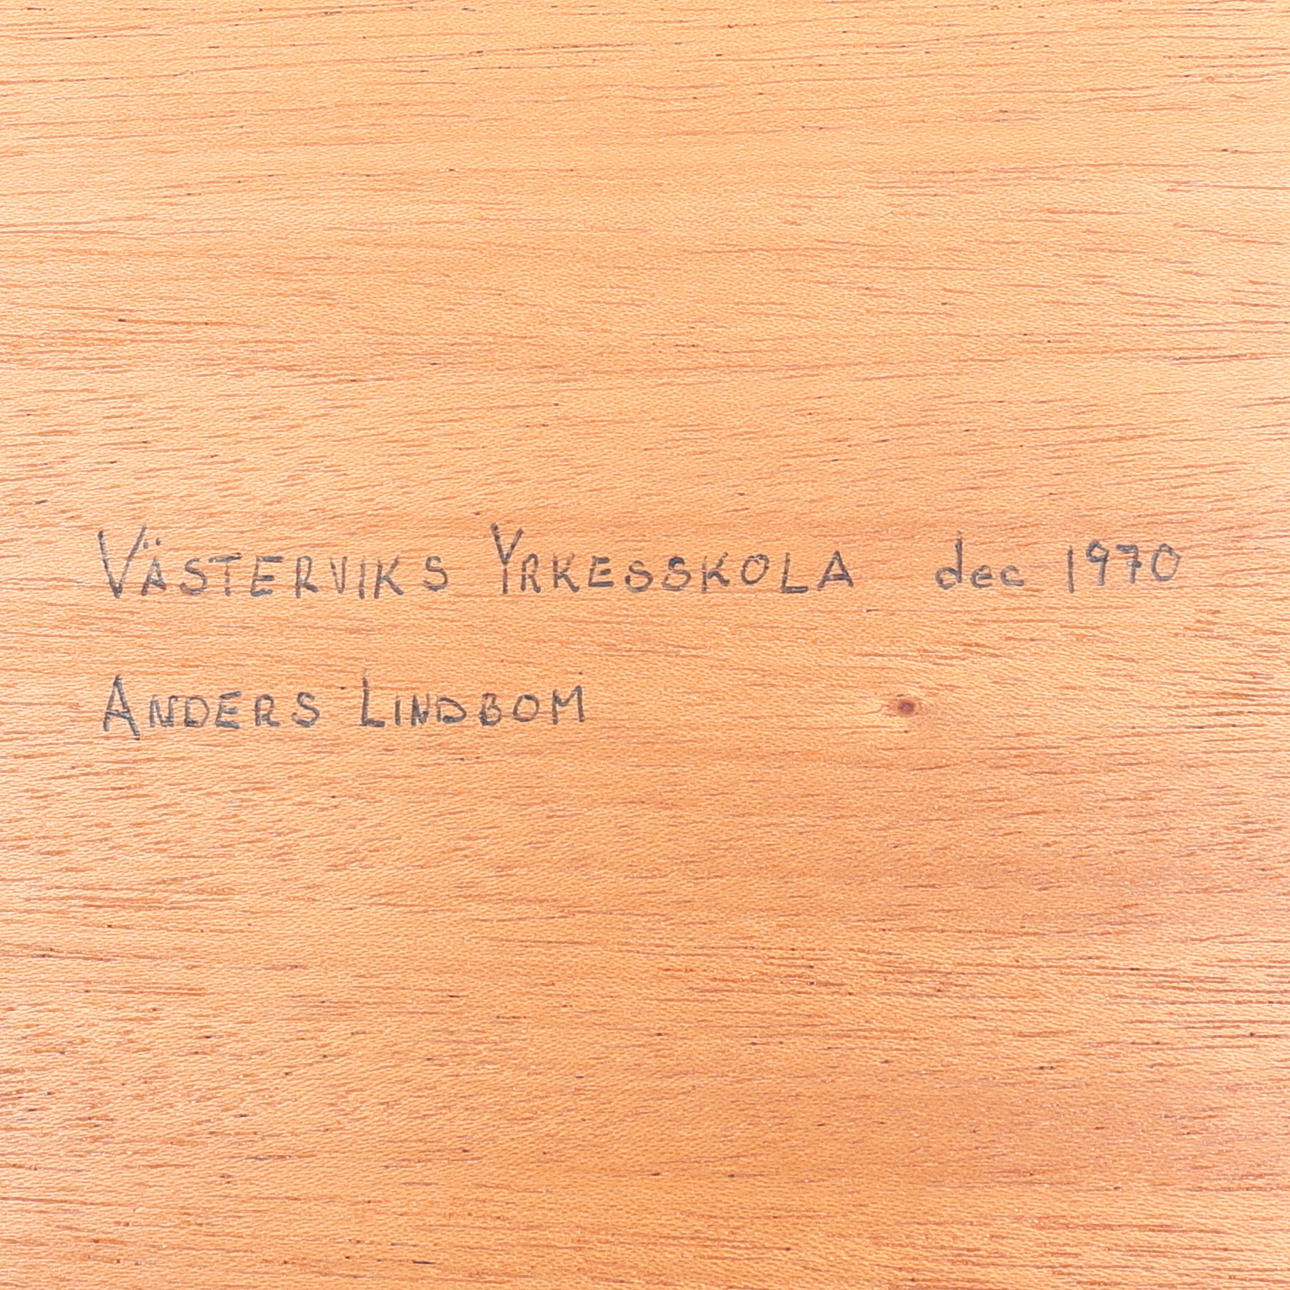 VÄSTERVIKS YRKESSKOLA dec 1970
ANDERS LINDBOM